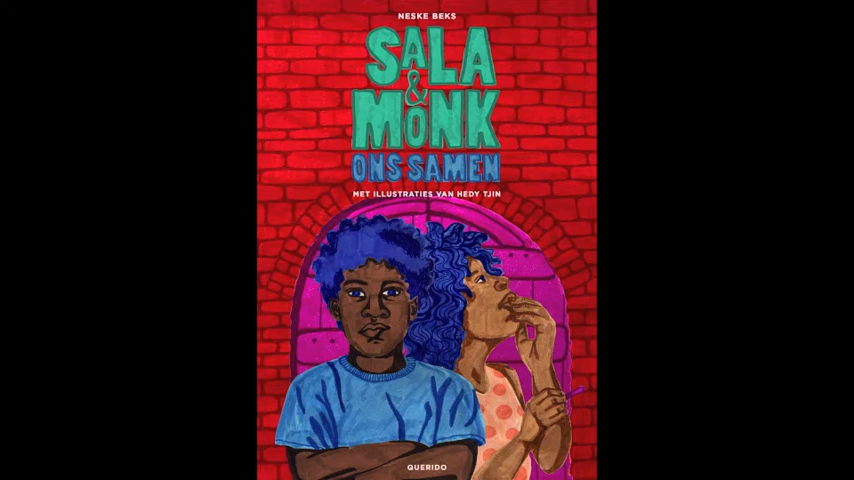 NESKE BEKS
SALA
&
MONK
ONS SAMEN
MET ILLUSTRATIES VAN HEDY TJIN
QUERIDO